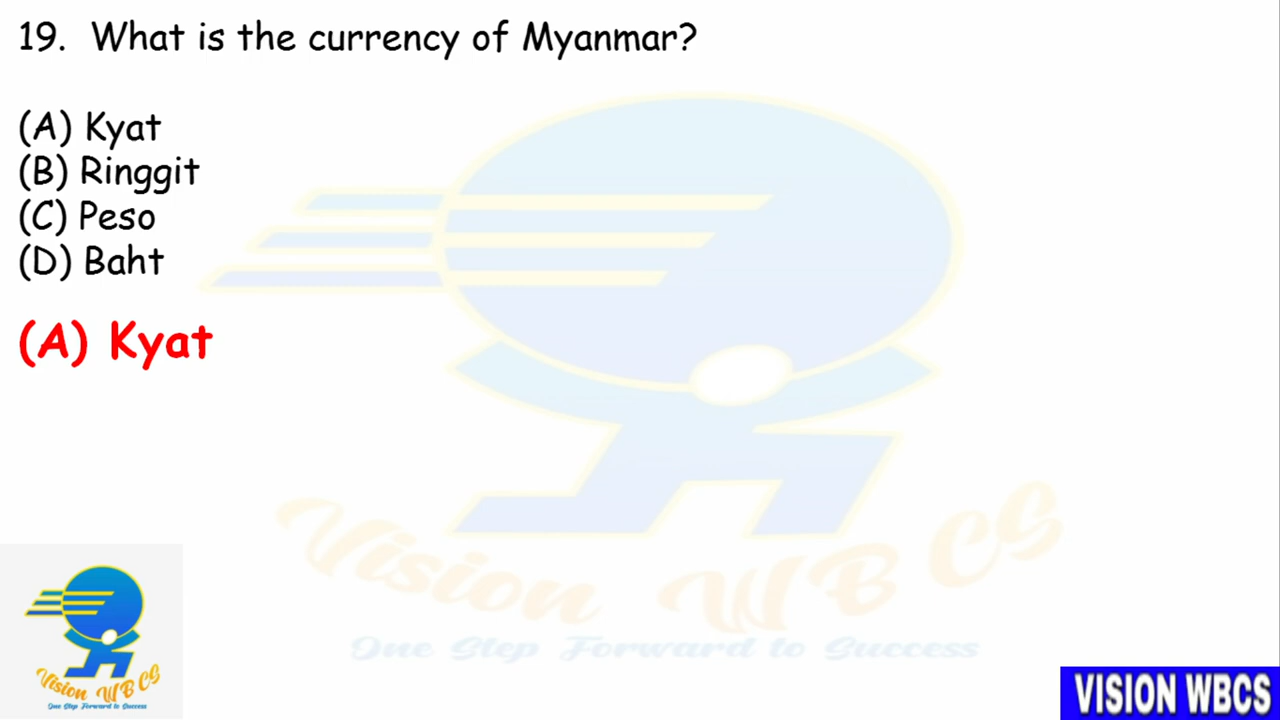 19. What is the currency of Myanmar?
(A) Kyat
(B) Ringgit
(C) Peso
(D) Baht
(A) Kyat
Vision WBCS
One Step Forward to Success
Vision WBCS
One Step Forward to Success
VISION WBCS